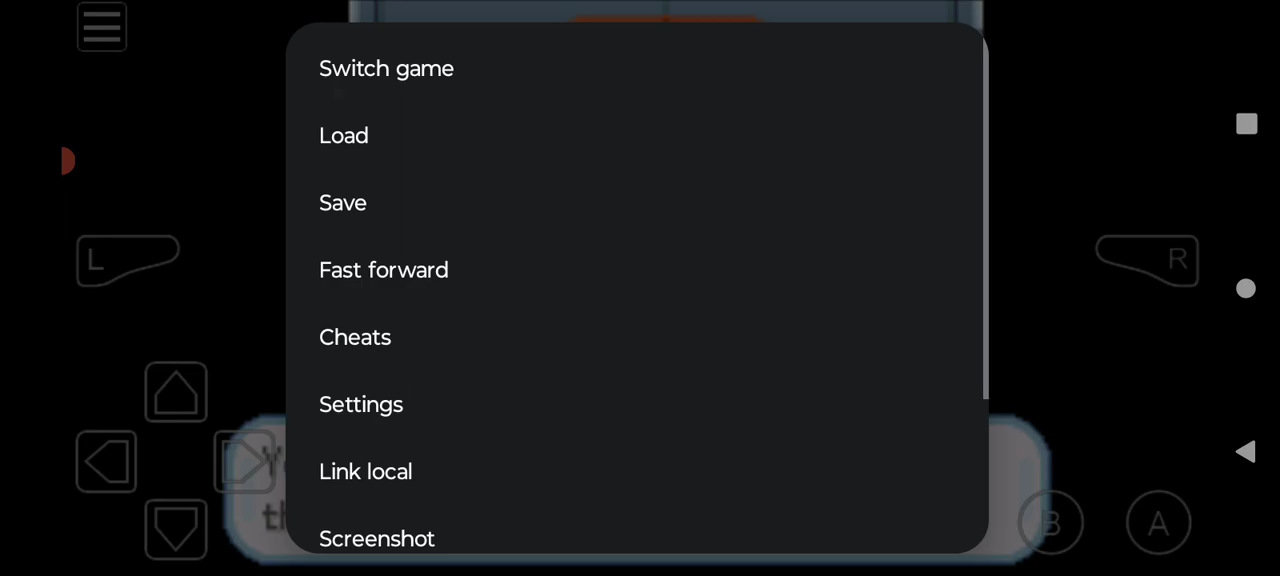 Switch game
Load
Save
L
R
Fast forward
Cheats
Settings
Link local
B
A
Screenshot